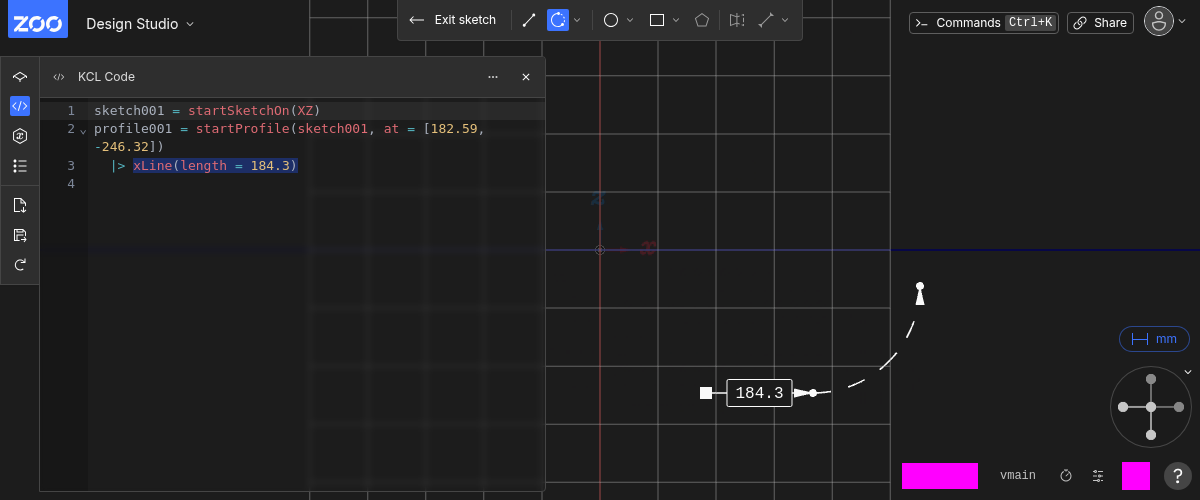 ZOO Design Studio
Exit sketch
Commands Ctrl+K
Share
KCL Code
1 sketch001 = startSketchOn(XZ)
2 profile001 = startProfile(sketch001, at = [182.59,
-246.32])
3 |> xLine(length = 184.3)
4
z
x
184.3
mm
vmain
?